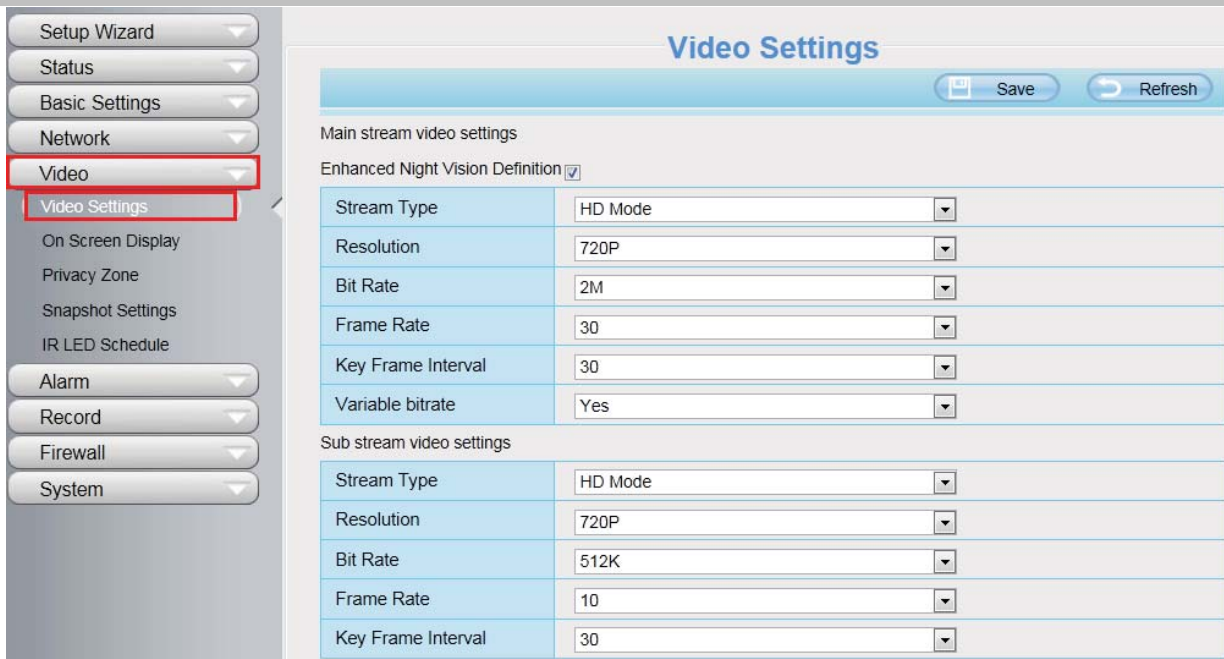 Setup Wizard
Status
Basic Settings
Network
Video
Video Settings
On Screen Display
Privacy Zone
Snapshot Settings
IR LED Schedule
Alarm
Record
Firewall
System
Video Settings
Save Refresh
Main stream video settings
Enhanced Night Vision Definition
Stream Type HD Mode
Resolution 720P
Bit Rate 2M
Frame Rate 30
Key Frame Interval 30
Variable bitrate Yes
Sub stream video settings
Stream Type HD Mode
Resolution 720P
Bit Rate 512K
Frame Rate 10
Key Frame Interval 30